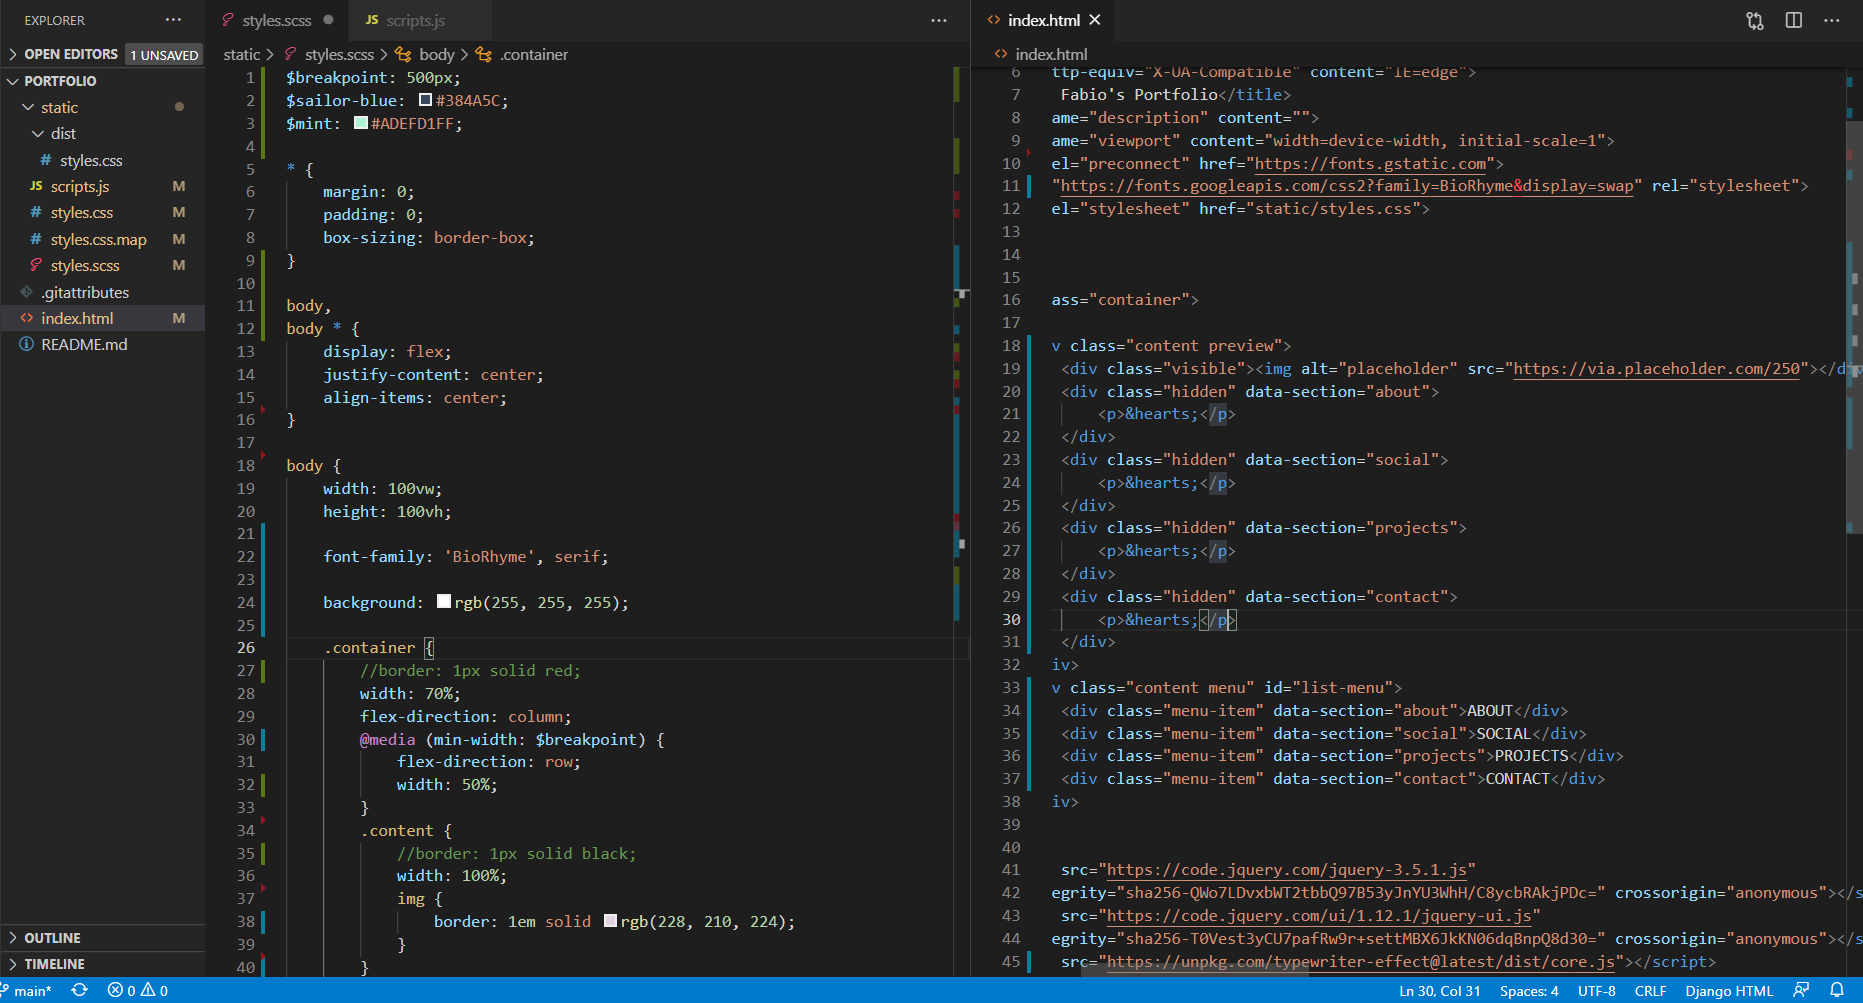 EXPLORER ···
OPEN EDITORS 1 UNSAVED
PORTFOLIO
static
dist
# styles.css
JS scripts.js M
# styles.css M
# styles.css.map M
styles.scss M
.gitattributes
<> index.html M
README.md
OUTLINE
TIMELINE
styles.scss ●
JS scripts.js
···
static > styles.scss > body > .container
1 $breakpoint: 500px;
2 $sailor-blue: #384A5C;
3 $mint: #ADEFD1FF;
4
5 * {
6 margin: 0;
7 padding: 0;
8 box-sizing: border-box;
9 }
10
11 body,
12 body * {
13 display: flex;
14 justify-content: center;
15 align-items: center;
16 }
17
18 body {
19 width: 100vw;
20 height: 100vh;
21
22 font-family: 'BioRhyme', serif;
23
24 background: rgb(255, 255, 255);
25
26 .container {
27 //border: 1px solid red;
28 width: 70%;
29 flex-direction: column;
30 @media (min-width: $breakpoint) {
31 flex-direction: row;
32 width: 50%;
33 }
34 .content {
35 //border: 1px solid black;
36 width: 100%;
37 img {
38 border: 1em solid rgb(228, 210, 224);
39 }
40 }
<> index.html ×
···
<> index.html
6 ttp-equiv="X-UA-Compatible" content="IE=edge">
7 Fabio's Portfolio</title>
8 ame="description" content="">
9 ame="viewport" content="width=device-width, initial-scale=1">
10 el="preconnect" href="https://fonts.gstatic.com">
11 "https://fonts.googleapis.com/css2?family=BioRhyme&display=swap" rel="stylesheet">
12 el="stylesheet" href="static/styles.css">
13
14
15
16 ass="container">
17
18 v class="content preview">
19 <div class="visible"><img alt="placeholder" src="https://via.placeholder.com/250"></div
20 <div class="hidden" data-section="about">
21 <p>&hearts;</p>
22 </div>
23 <div class="hidden" data-section="social">
24 <p>&hearts;</p>
25 </div>
26 <div class="hidden" data-section="projects">
27 <p>&hearts;</p>
28 </div>
29 <div class="hidden" data-section="contact">
30 <p>&hearts;</p>
31 </div>
32 iv>
33 v class="content menu" id="list-menu">
34 <div class="menu-item" data-section="about">ABOUT</div>
35 <div class="menu-item" data-section="social">SOCIAL</div>
36 <div class="menu-item" data-section="projects">PROJECTS</div>
37 <div class="menu-item" data-section="contact">CONTACT</div>
38 iv>
39
40
41 src="https://code.jquery.com/jquery-3.5.1.js"
42 egrity="sha256-QWo7LDvxbWT2tbbQ97B53yJnYU3WhH/C8ycbRAkjPDc=" crossorigin="anonymous"></s
43 src="https://code.jquery.com/ui/1.12.1/jquery-ui.js"
44 egrity="sha256-T0Vest3yCU7pafRw9r+settMBX6JkKN06dqBnpQ8d30=" crossorigin="anonymous"></s
45 src="https://unpkg.com/typewriter-effect@latest/dist/core.js"></script>
main* 0 0
Ln 30, Col 31 Spaces: 4 UTF-8 CRLF Django HTML